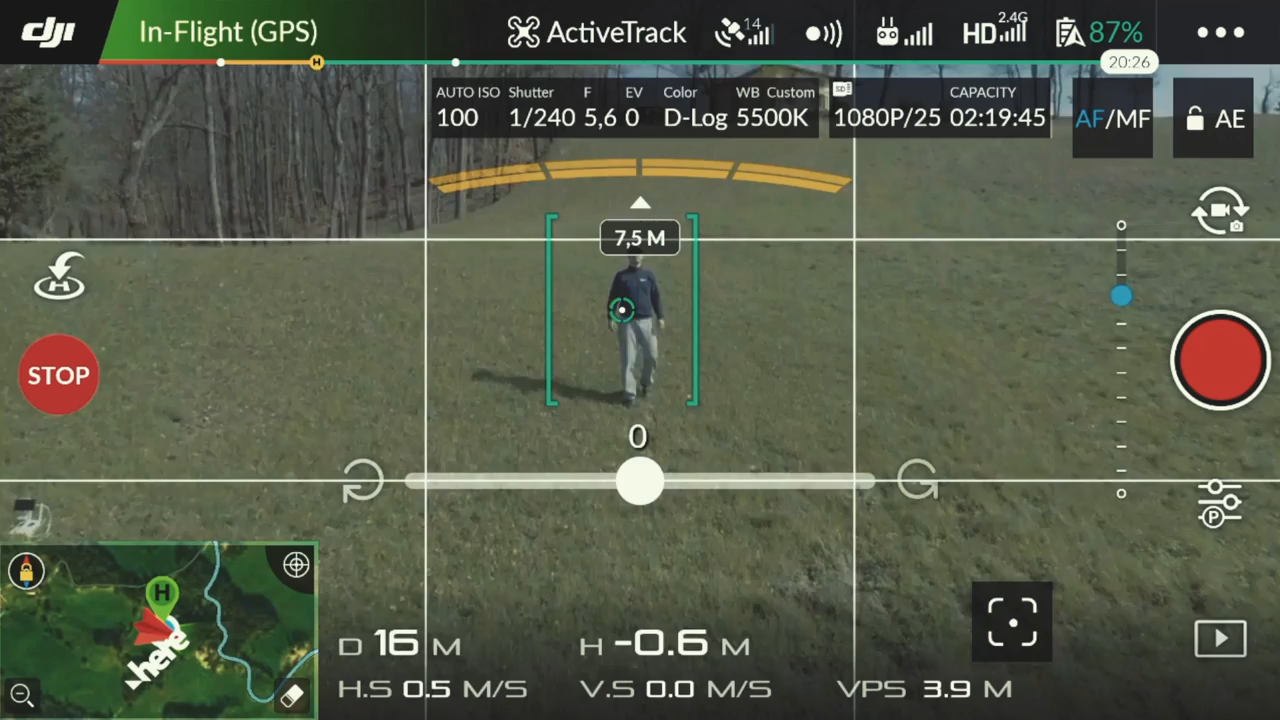 dji In-Flight (GPS) ActiveTrack 14 HD 2.4G 87%
H 20:26
AUTO ISO Shutter F EV Color WB Custom SD CAPACITY
100 1/240 5,6 0 D-Log 5500K 1080P/25 02:19:45 AF/MF AE
7,5 M
STOP
0
P
H
here
D 16 M H -0.6 M
H.S 0.5 M/S V.S 0.0 M/S VPS 3.9 M